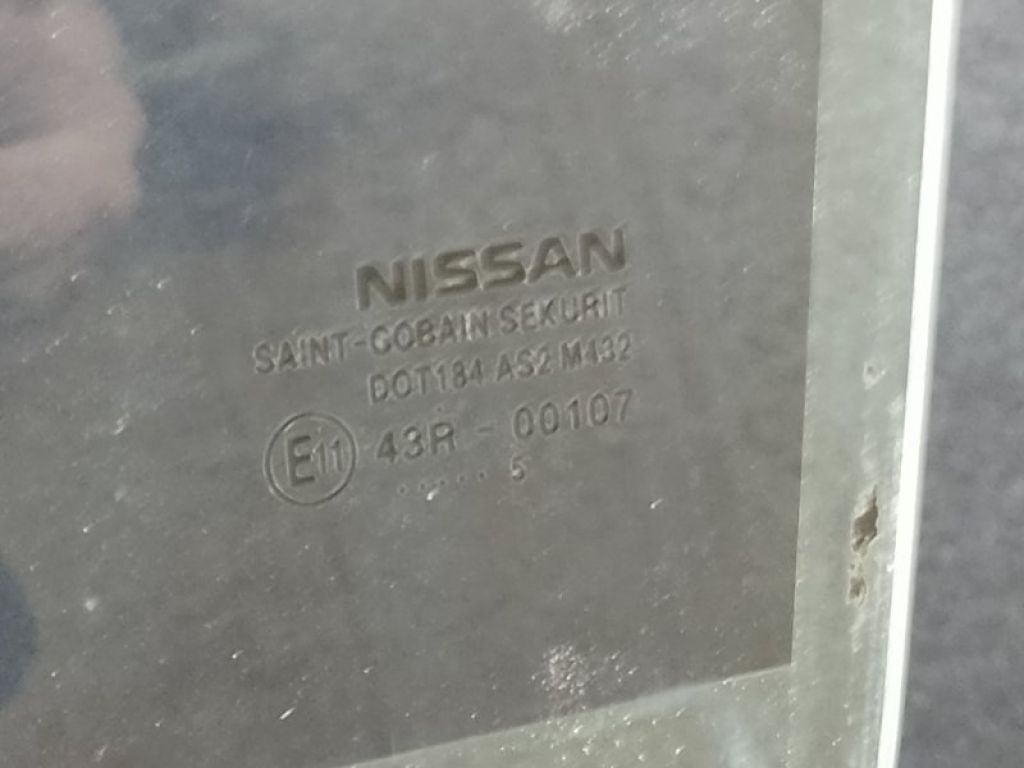 NISSAN
SAINT-GOBAIN SEKURIT
DOT184 AS2 M432
E11 43R - 00107
..... 5